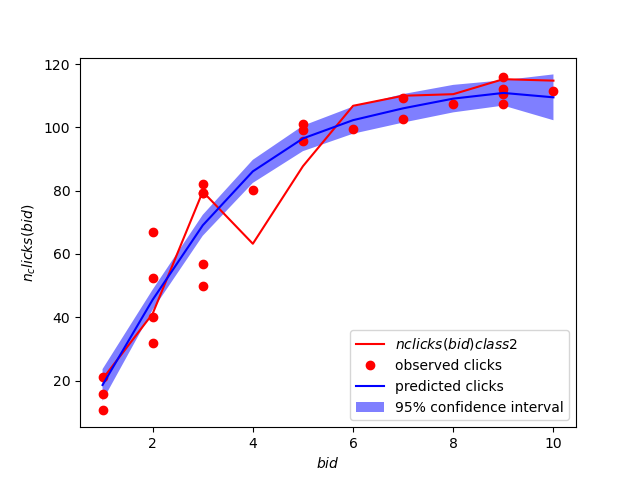 120
100
80
60
40
20
n_clicks(bid)
nclicks(bid)class2
observed clicks
predicted clicks
95% confidence interval
2 4 6 8 10
bid